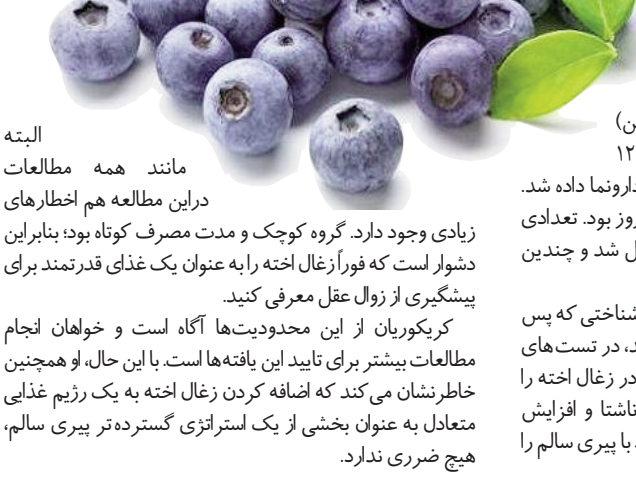 ن)
۱۲
دارونما داده شد.
روز بود. تعدادی
شد و چندین
شناختی که پس
در تست‌های
در زغال اخته را
ناشتا و افزایش
با پیری سالم را
البته
مانند همه مطالعات
دراین مطالعه هم اخطارهای
زیادی وجود دارد. گروه کوچک و مدت مصرف کوتاه بود؛ بنابراین
دشوار است که فوراً زغال اخته را به عنوان یک غذای قدرتمند برای
پیشگیری از زوال عقل معرفی کنید.
کریکوریان از این محدودیت‌ها آگاه است و خواهان انجام
مطالعات بیشتر برای تایید این یافته‌ها است. با این حال، او همچنین
خاطرنشان می‌کند که اضافه کردن زغال اخته به یک رژیم غذایی
متعادل به عنوان بخشی از یک استراتژی گسترده‌تر پیری سالم،
هیچ ضرری ندارد.